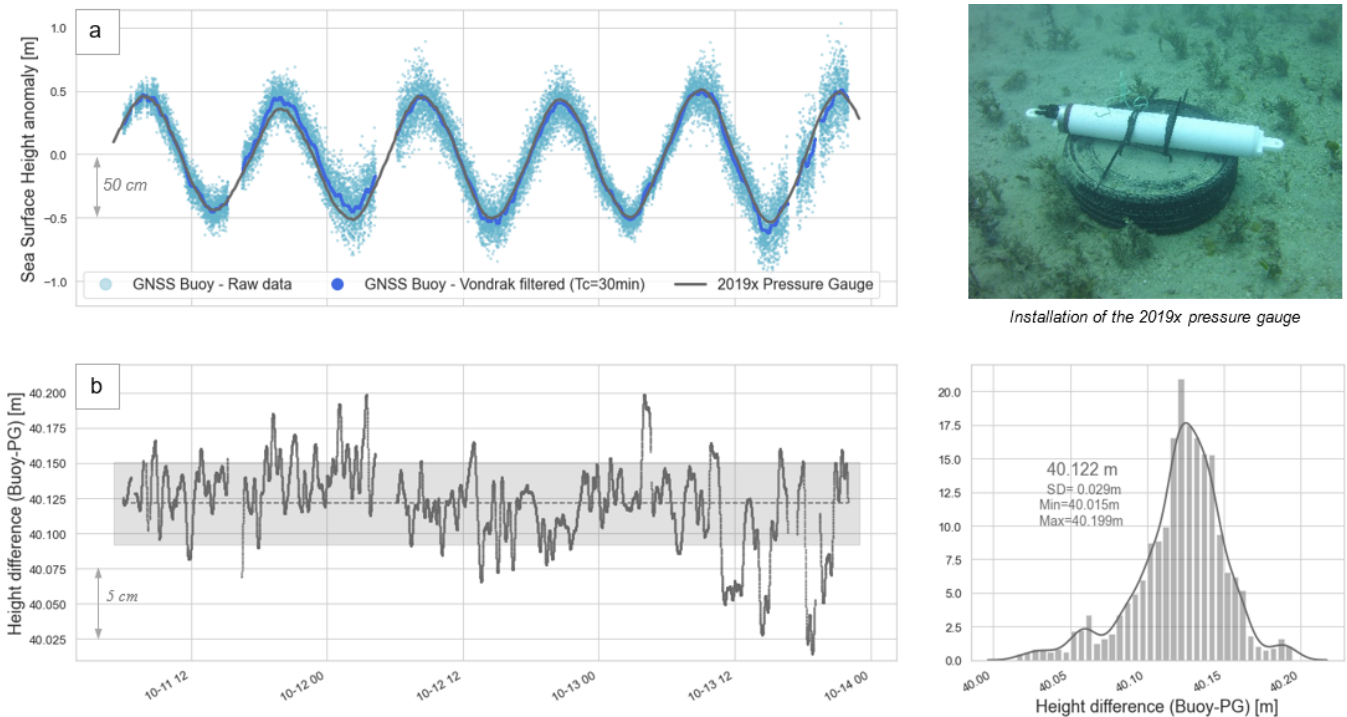 a
Sea Surface Height anomaly [m]
1.0
0.5
0.0
−0.5
−1.0
50 cm
GNSS Buoy - Raw data
GNSS Buoy - Vondrak filtered (Tc=30min)
2019x Pressure Gauge
Installation of the 2019x pressure gauge
b
Height difference (Buoy-PG) [m]
40.200
40.175
40.150
40.125
40.100
40.075
40.050
40.025
5 cm
10-11 12
10-12 00
10-12 12
10-13 00
10-13 12
10-14 00
20.0
17.5
15.0
12.5
10.0
7.5
5.0
2.5
0.0
40.122 m
SD= 0.029m
Min=40.015m
Max=40.199m
40.00
40.05
40.10
40.15
40.20
Height difference (Buoy-PG) [m]